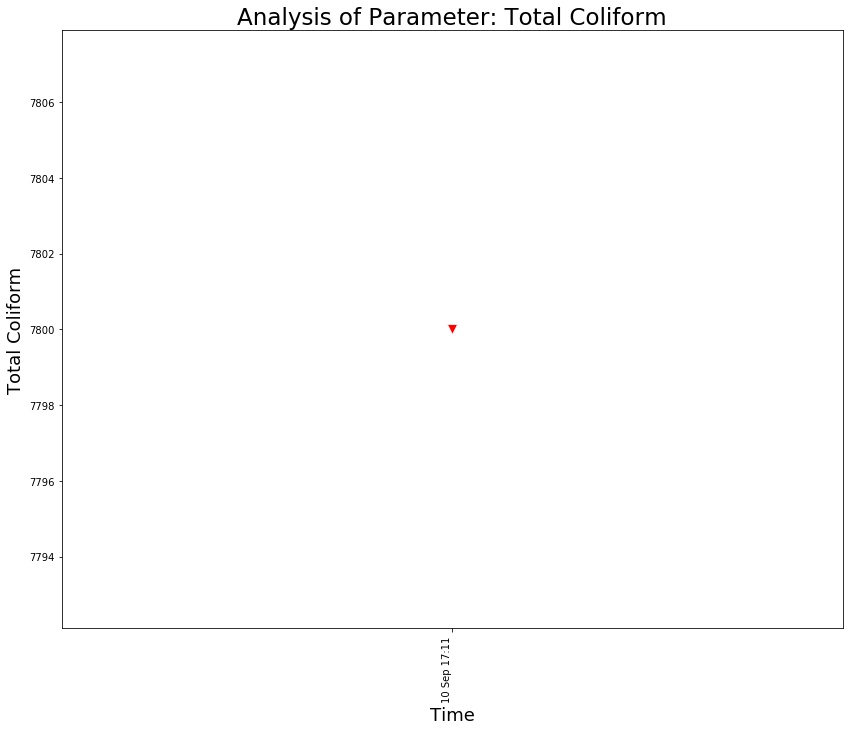 Analysis of Parameter: Total Coliform
Total Coliform
7806
7804
7802
7800
7798
7796
7794
10 Sep 17:11
Time